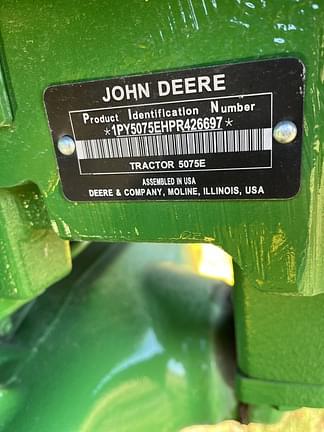 JOHN DEERE
Product Identification Number
*1PY5075EHPR426697*
TRACTOR 5075E
ASSEMBLED IN USA
DEERE & COMPANY, MOLINE, ILLINOIS, USA